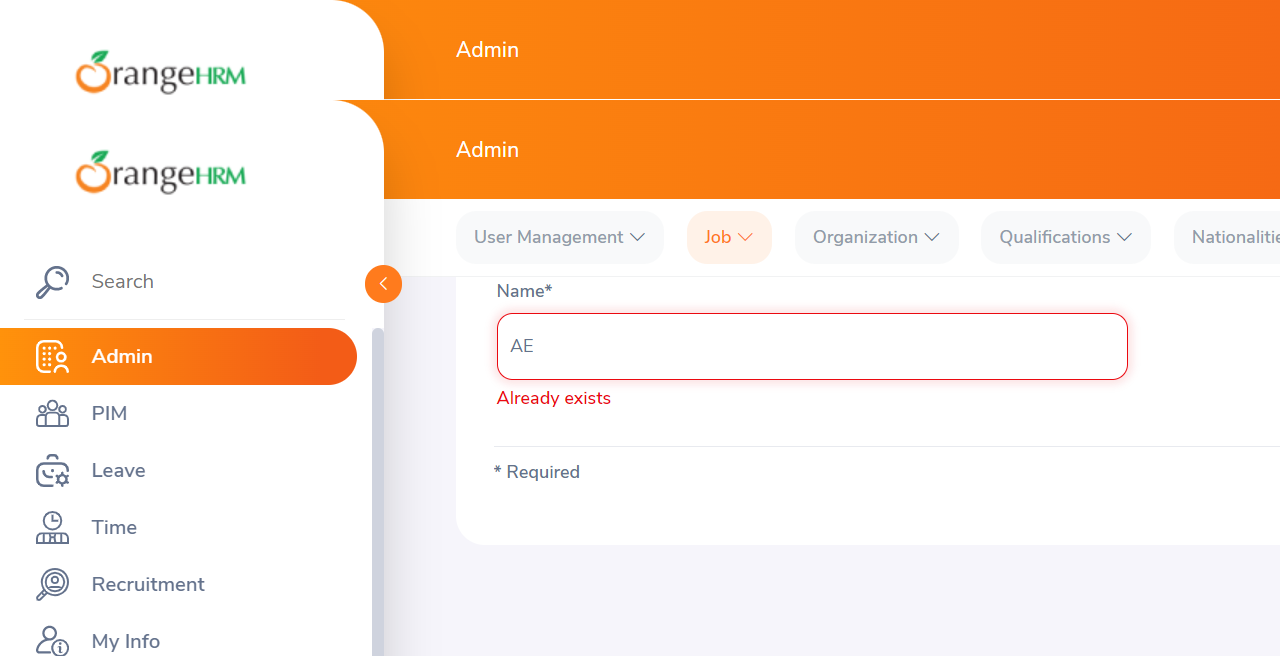 OrangeHRM
Admin
OrangeHRM
Admin
User Management
Job
Organization
Qualifications
Nationalitie
Search
Admin
PIM
Leave
Time
Recruitment
My Info
Name*
AE
Already exists
* Required